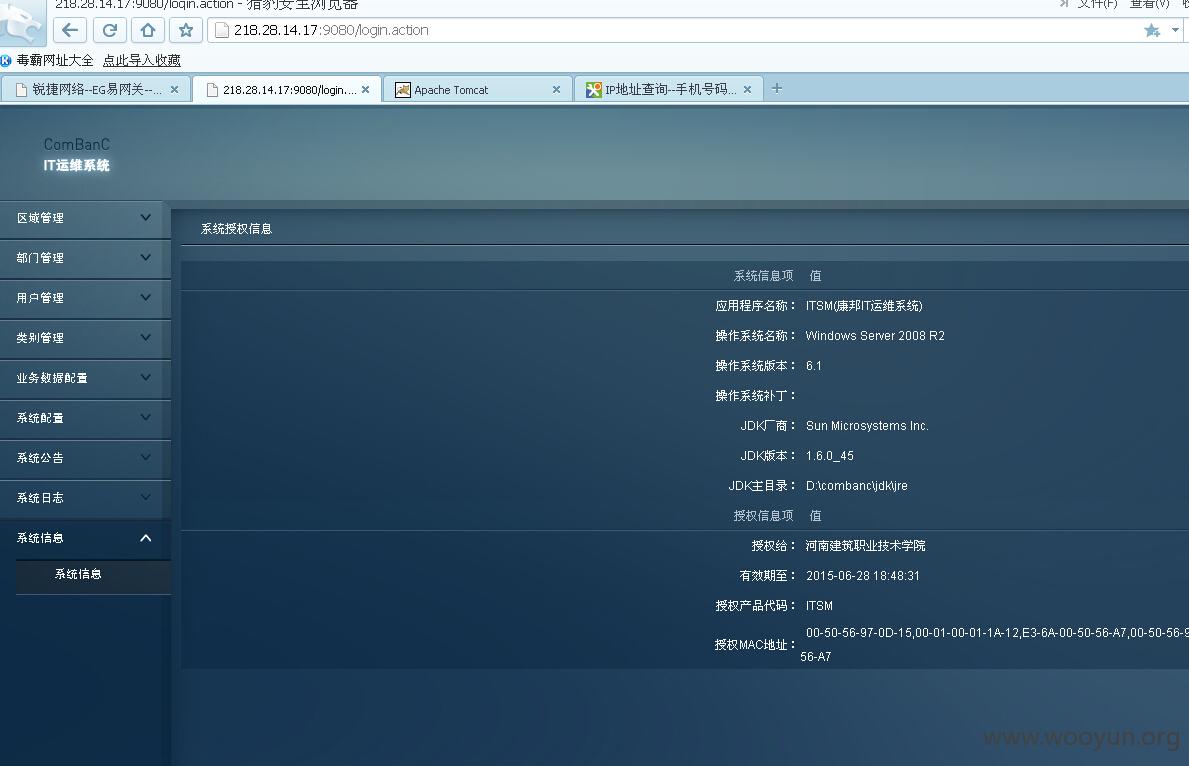 218.28.14.17:9080/login.action - 猎豹安全浏览器
文件(F) 查看(V)
218.28.14.17:9080/login.action
毒霸网址大全 点此导入收藏
锐捷网络--EG易网关--... 218.28.14.17:9080/login.... Apache Tomcat IP地址查询--手机号码...
ComBanC
IT运维系统
区域管理
部门管理
用户管理
类别管理
业务数据配置
系统配置
系统公告
系统日志
系统信息
系统信息
系统授权信息
系统信息项 值
应用程序名称： ITSM(康邦IT运维系统)
操作系统名称： Windows Server 2008 R2
操作系统版本： 6.1
操作系统补丁：
JDK厂商： Sun Microsystems Inc.
JDK版本： 1.6.0_45
JDK主目录： D:\combanc\jdk\jre
授权信息项 值
授权给： 河南建筑职业技术学院
有效期至： 2015-06-28 18:48:31
授权产品代码： ITSM
授权MAC地址： 00-50-56-97-0D-15,00-01-00-01-1A-12,E3-6A-00-50-56-A7,00-50-56-9
56-A7
www.wooyun.org